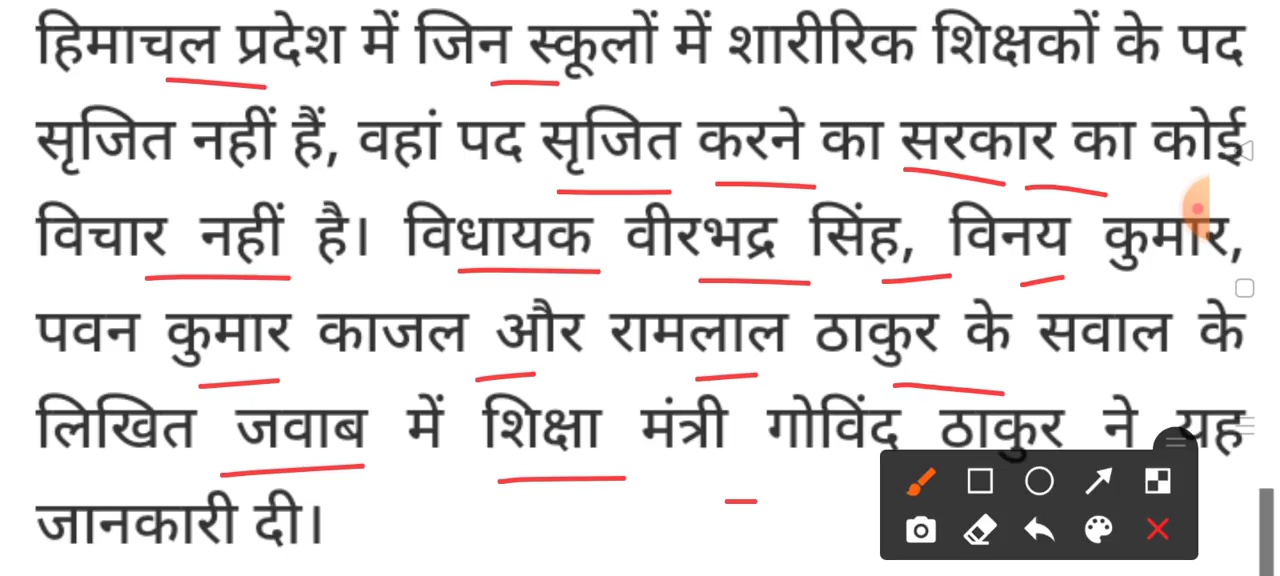 हिमाचल प्रदेश में जिन स्कूलों में शारीरिक शिक्षकों के पद
सृजित नहीं हैं, वहां पद सृजित करने का सरकार का कोई
विचार नहीं है। विधायक वीरभद्र सिंह, विनय कुमार,
पवन कुमार काजल और रामलाल ठाकुर के सवाल के
लिखित जवाब में शिक्षा मंत्री गोविंद ठाकुर ने यह
जानकारी दी।